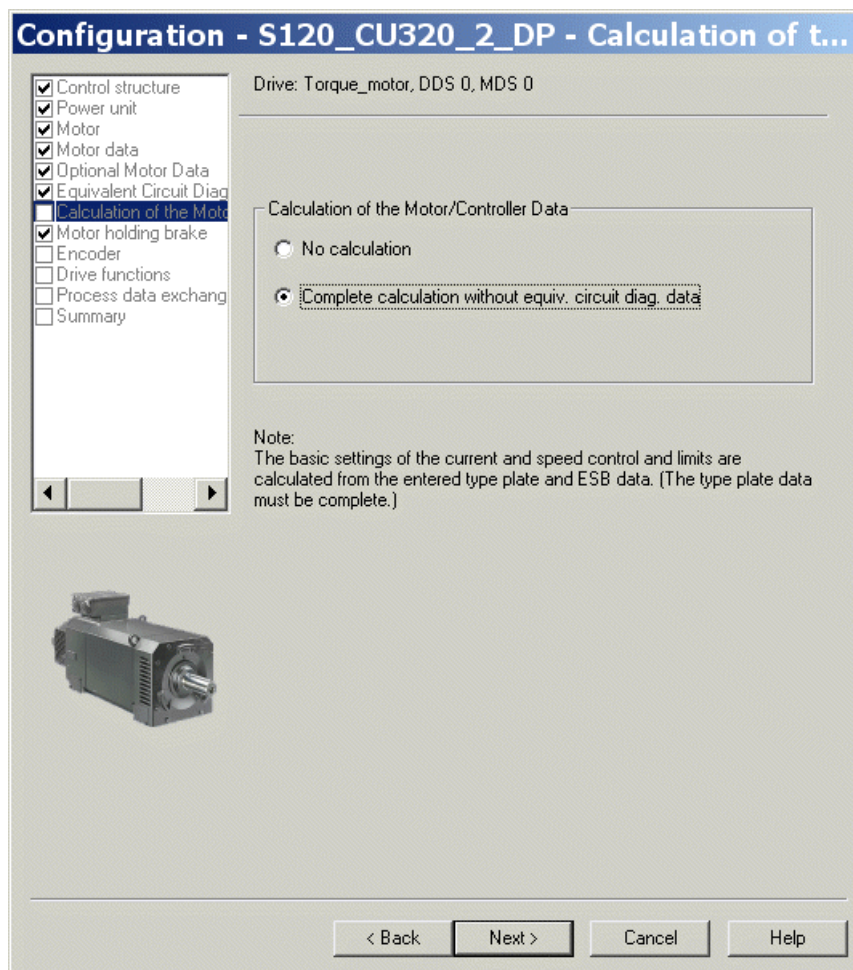 Configuration - S120_CU320_2_DP - Calculation of t...
Control structure
Power unit
Motor
Motor data
Optional Motor Data
Equivalent Circuit Diag
Calculation of the Moto
Motor holding brake
Encoder
Drive functions
Process data exchang
Summary
Drive: Torque_motor, DDS 0, MDS 0
Calculation of the Motor/Controller Data
No calculation
Complete calculation without equiv. circuit diag. data
Note:
The basic settings of the current and speed control and limits are
calculated from the entered type plate and ESB data. (The type plate data
must be complete.)
< Back
Next >
Cancel
Help